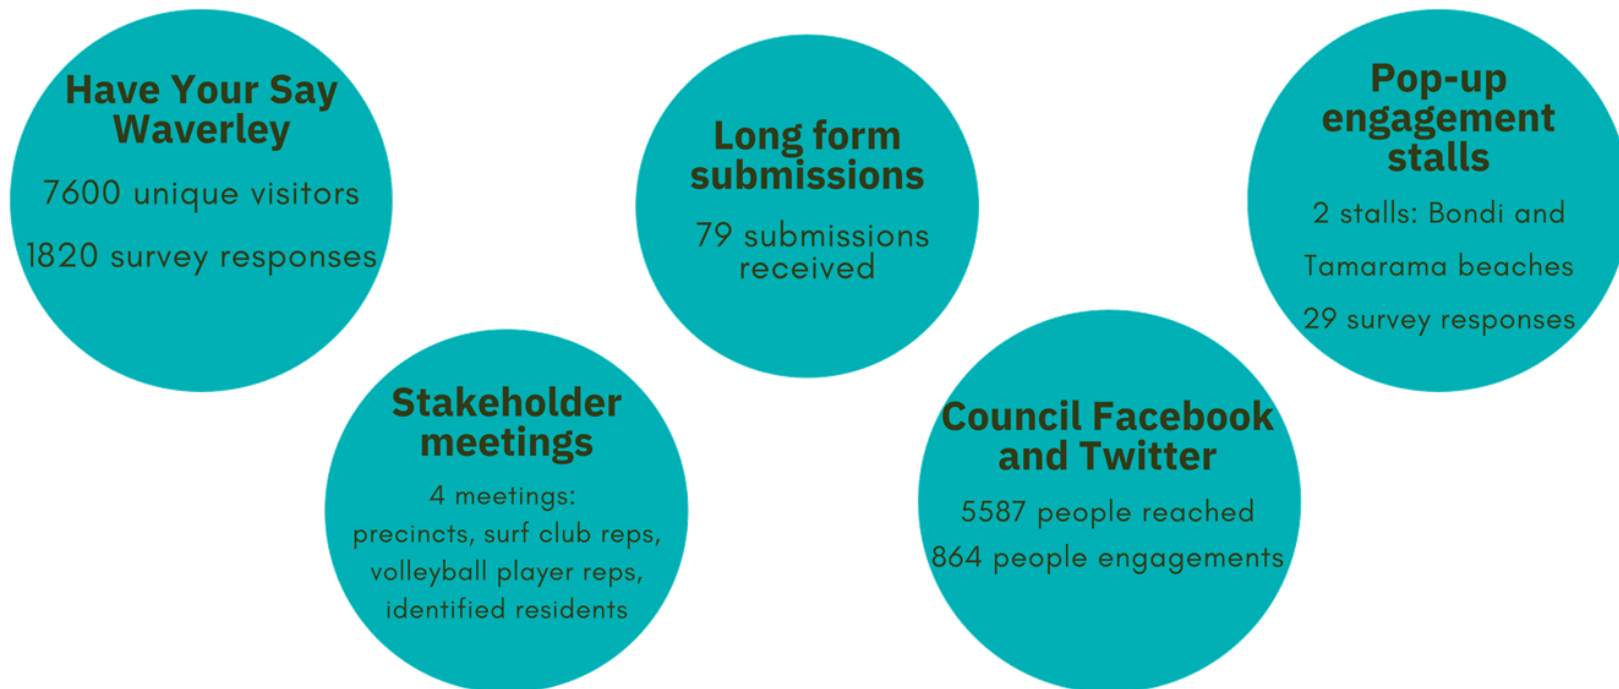 Have Your Say
Waverley
7600 unique visitors
1820 survey responses
Long form
submissions
79 submissions
received
Pop-up
engagement
stalls
2 stalls: Bondi and
Tamarama beaches
29 survey responses
Stakeholder
meetings
4 meetings:
precincts, surf club reps,
volleyball player reps,
identified residents
Council Facebook
and Twitter
5587 people reached
864 people engagements